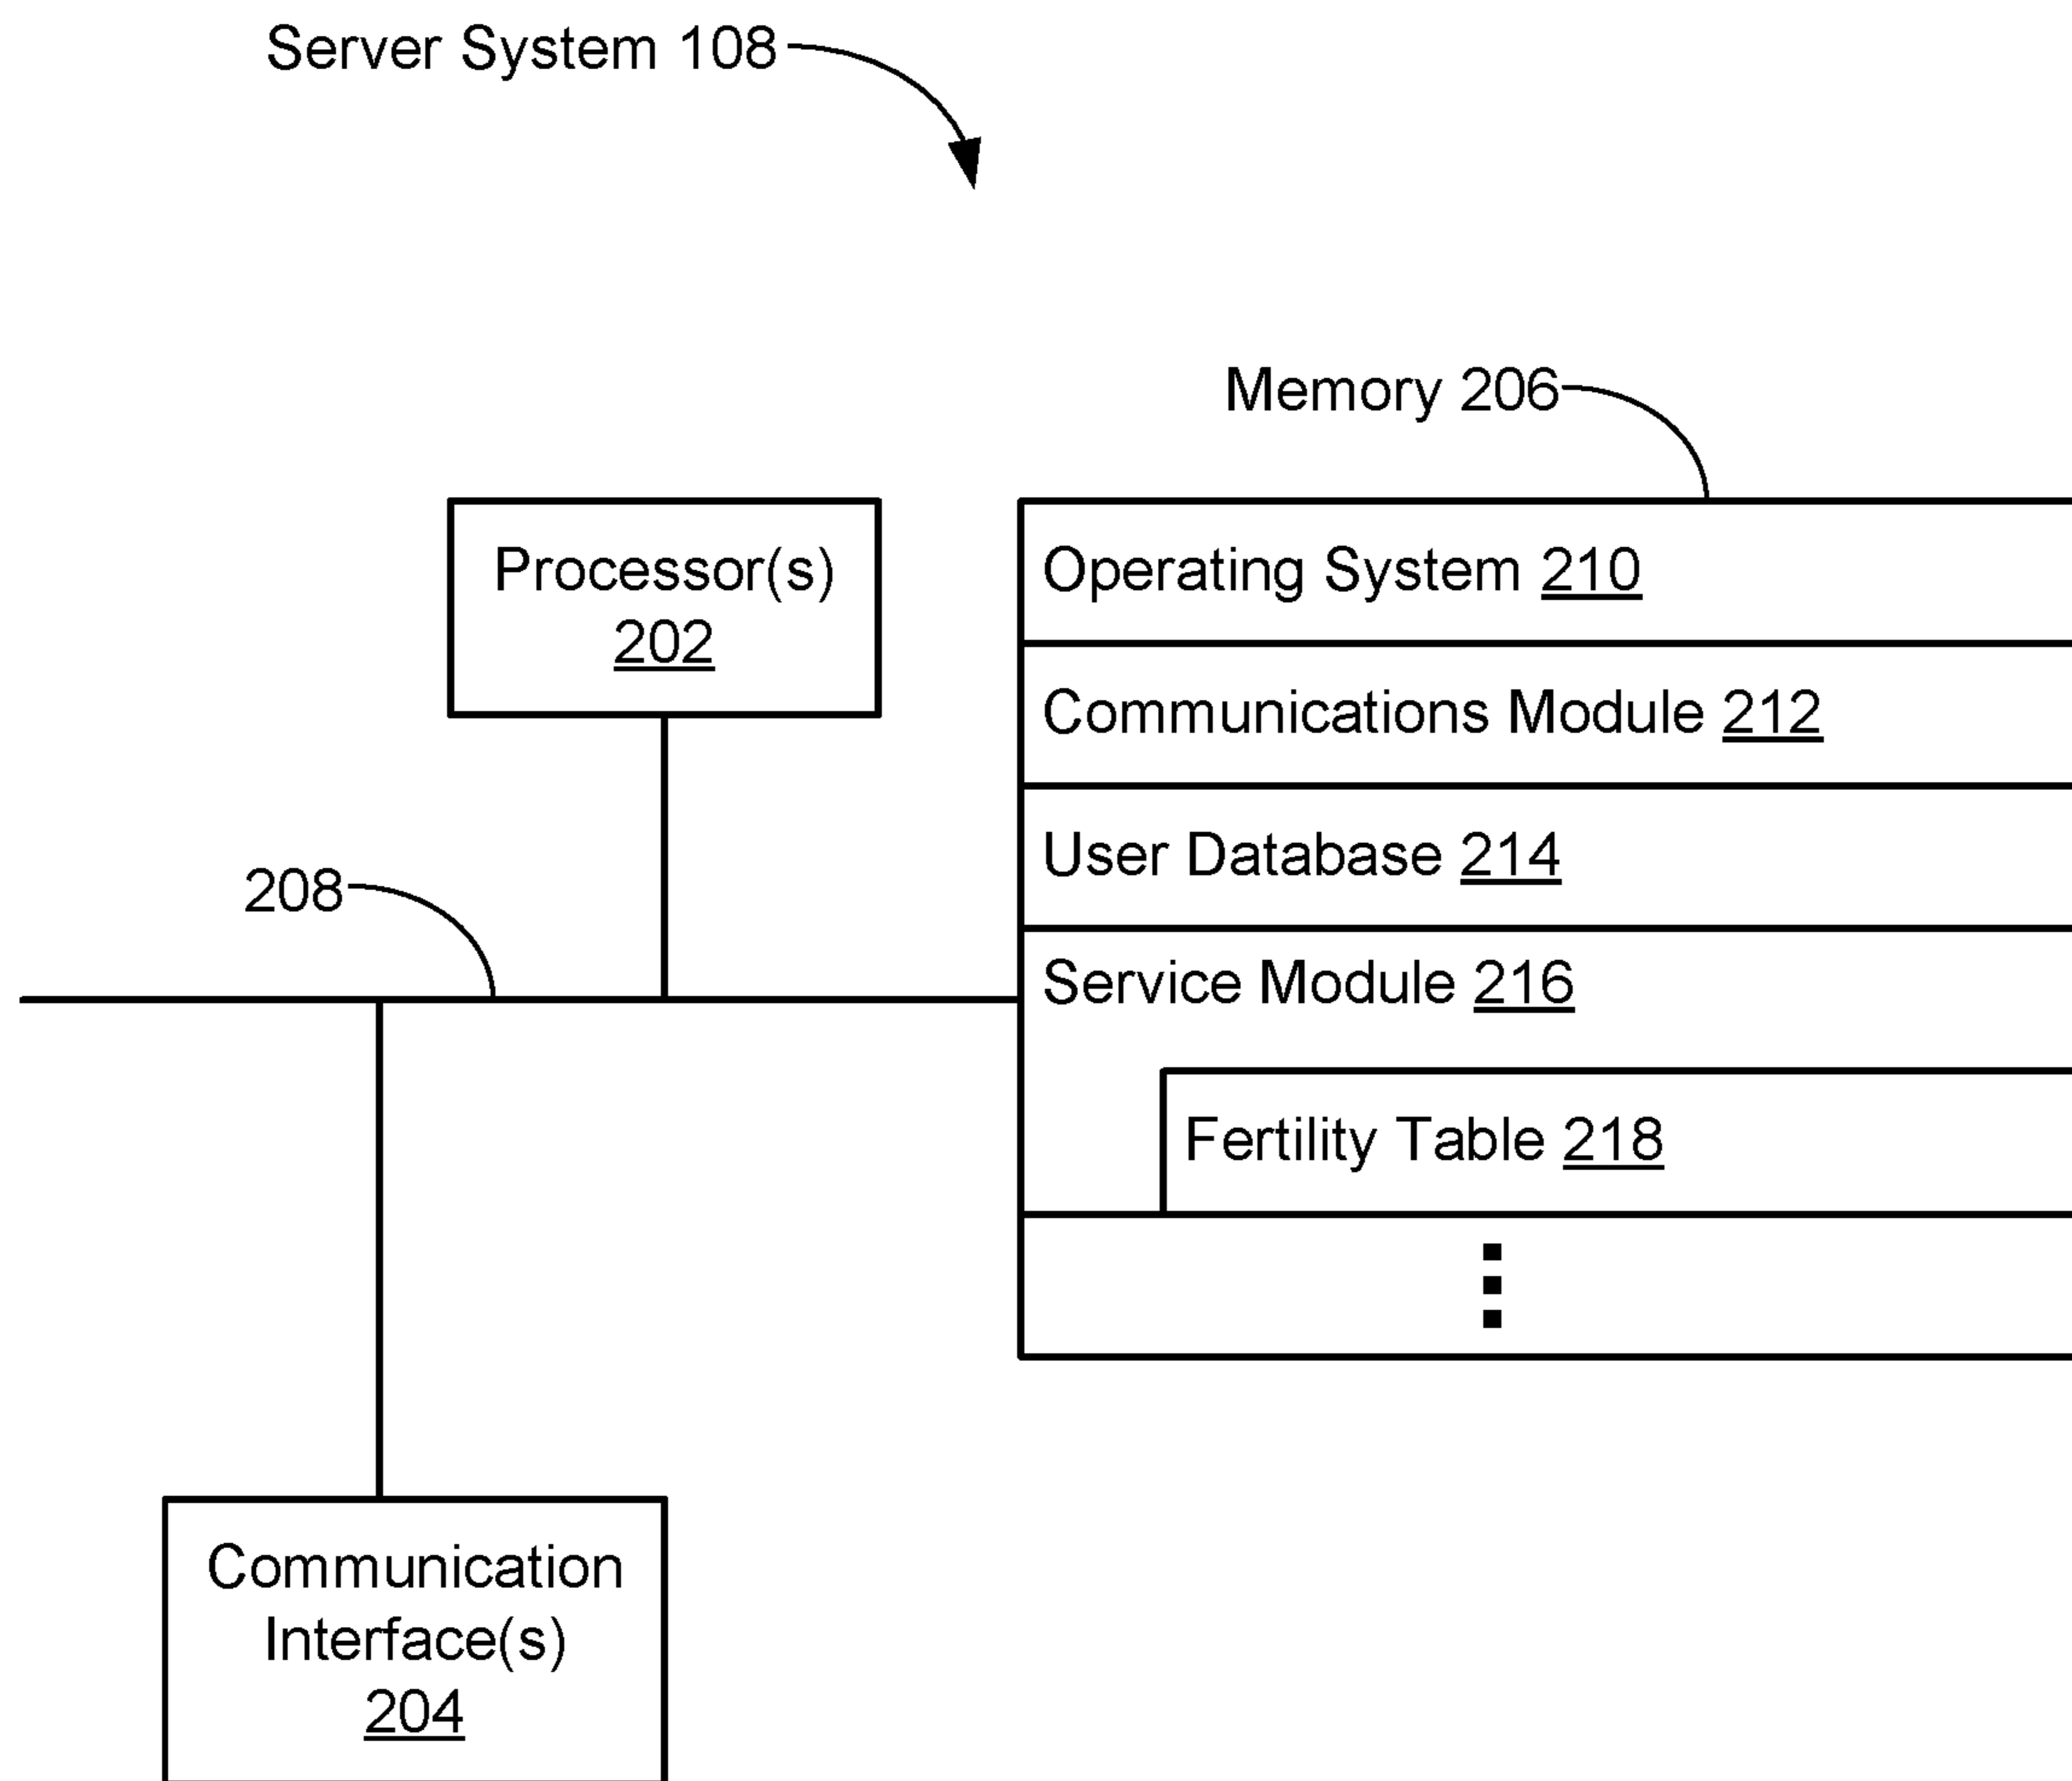 Server System 108
Memory 206
Processor(s)
202
Operating System 210
Communications Module 212
User Database 214
208
Service Module 216
Fertility Table 218
Communication
Interface(s)
204